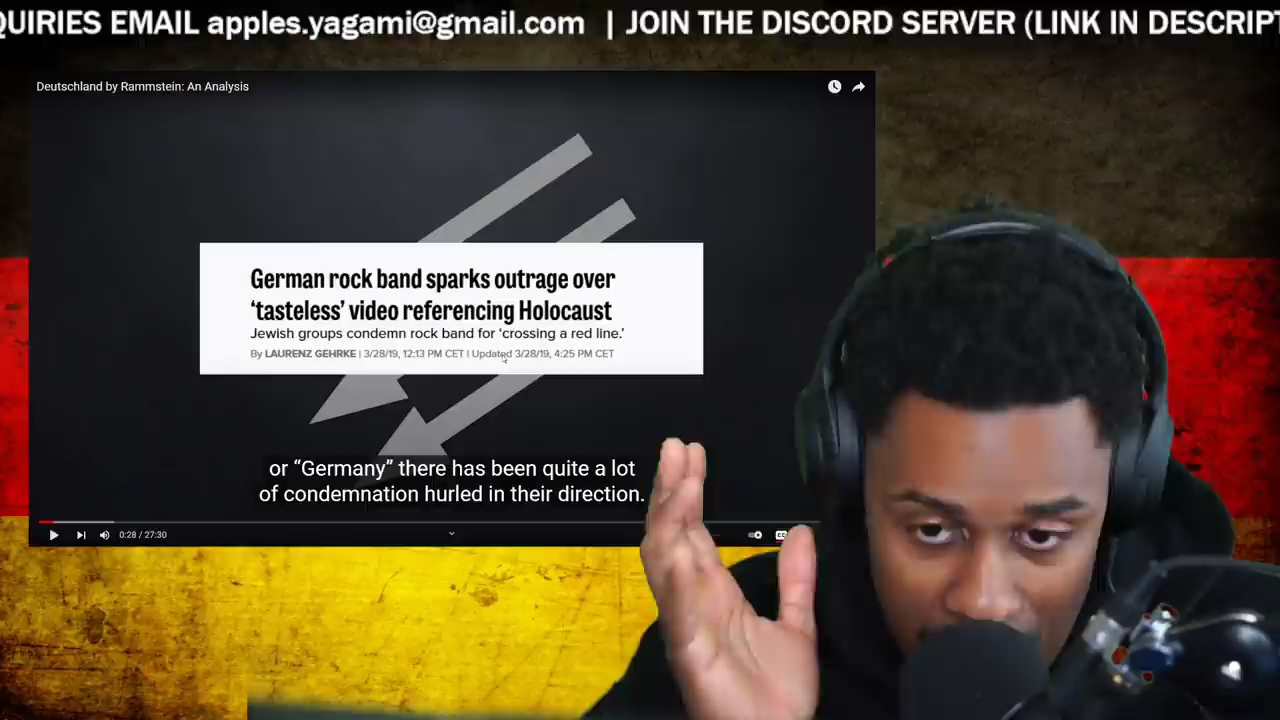 QUIRIES EMAIL apples.yagami@gmail.com | JOIN THE DISCORD SERVER (LINK IN DESCRIPT
Deutschland by Rammstein: An Analysis
German rock band sparks outrage over
‘tasteless’ video referencing Holocaust
Jewish groups condemn rock band for ‘crossing a red line.’
By LAURENZ GEHRKE | 3/28/19, 12:13 PM CET | Updated 3/28/19, 4:25 PM CET
or “Germany” there has been quite a lot
of condemnation hurled in their direction.
0:28 / 27:30